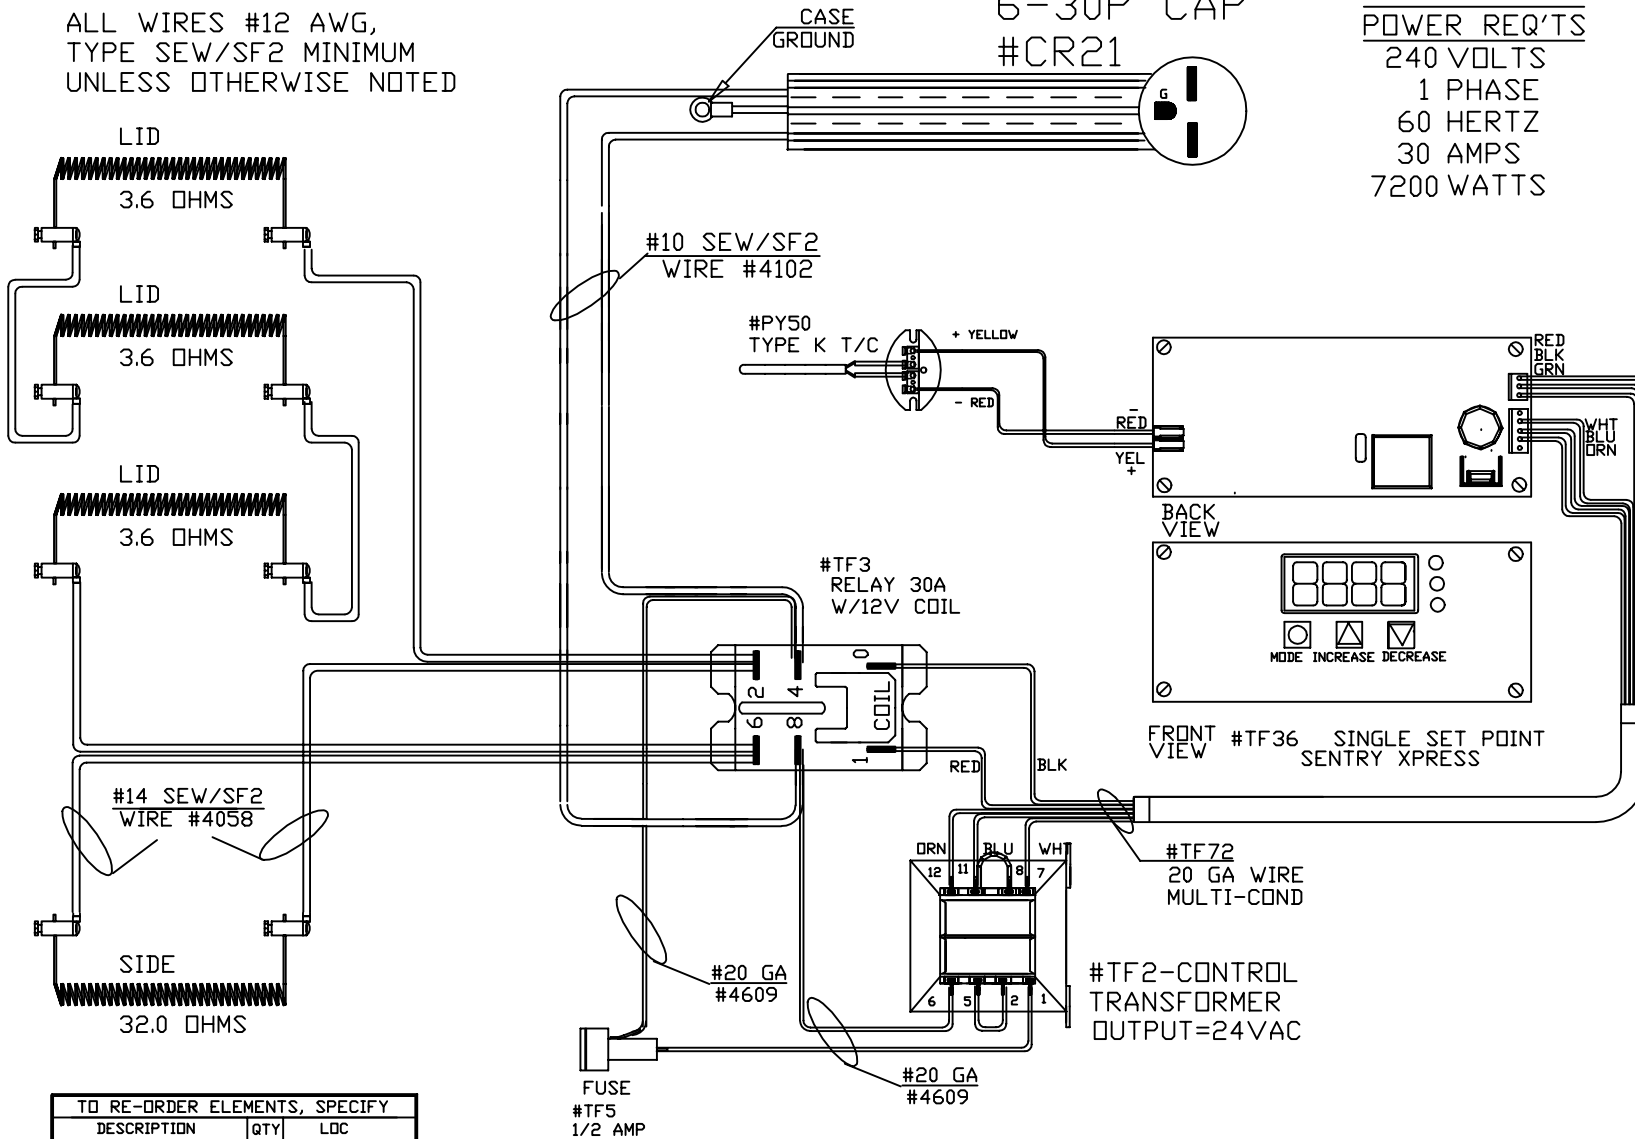 ALL WIRES #12 AWG,
TYPE SEW/SF2 MINIMUM
UNLESS OTHERWISE NOTED
CASE
GROUND
6-30P CAP
#CR21
G
POWER REQ'TS
240 VOLTS
1 PHASE
60 HERTZ
30 AMPS
7200 WATTS
LID
3.6 OHMS
LID
3.6 OHMS
LID
3.6 OHMS
#10 SEW/SF2
WIRE #4102
#PY50
TYPE K T/C
+ YELLOW
- RED
-
RED
YEL
+
RED
BLK
GRN
WHT
BLU
ORN
BACK
VIEW
MODE INCREASE DECREASE
FRONT
VIEW
#TF36 SINGLE SET POINT
SENTRY XPRESS
#TF3
RELAY 30A
W/12V COIL
2 4 0
6 8 1
COIL
RED
BLK
#14 SEW/SF2
WIRE #4058
SIDE
32.0 OHMS
#TF72
20 GA WIRE
MULTI-COND
ORN BLU WHT
12 11 8 7
6 5 2 1
#TF2-CONTROL
TRANSFORMER
OUTPUT=24VAC
#20 GA
#4609
#20 GA
#4609
FUSE
#TF5
1/2 AMP
TO RE-ORDER ELEMENTS, SPECIFY
DESCRIPTION QTY LOC